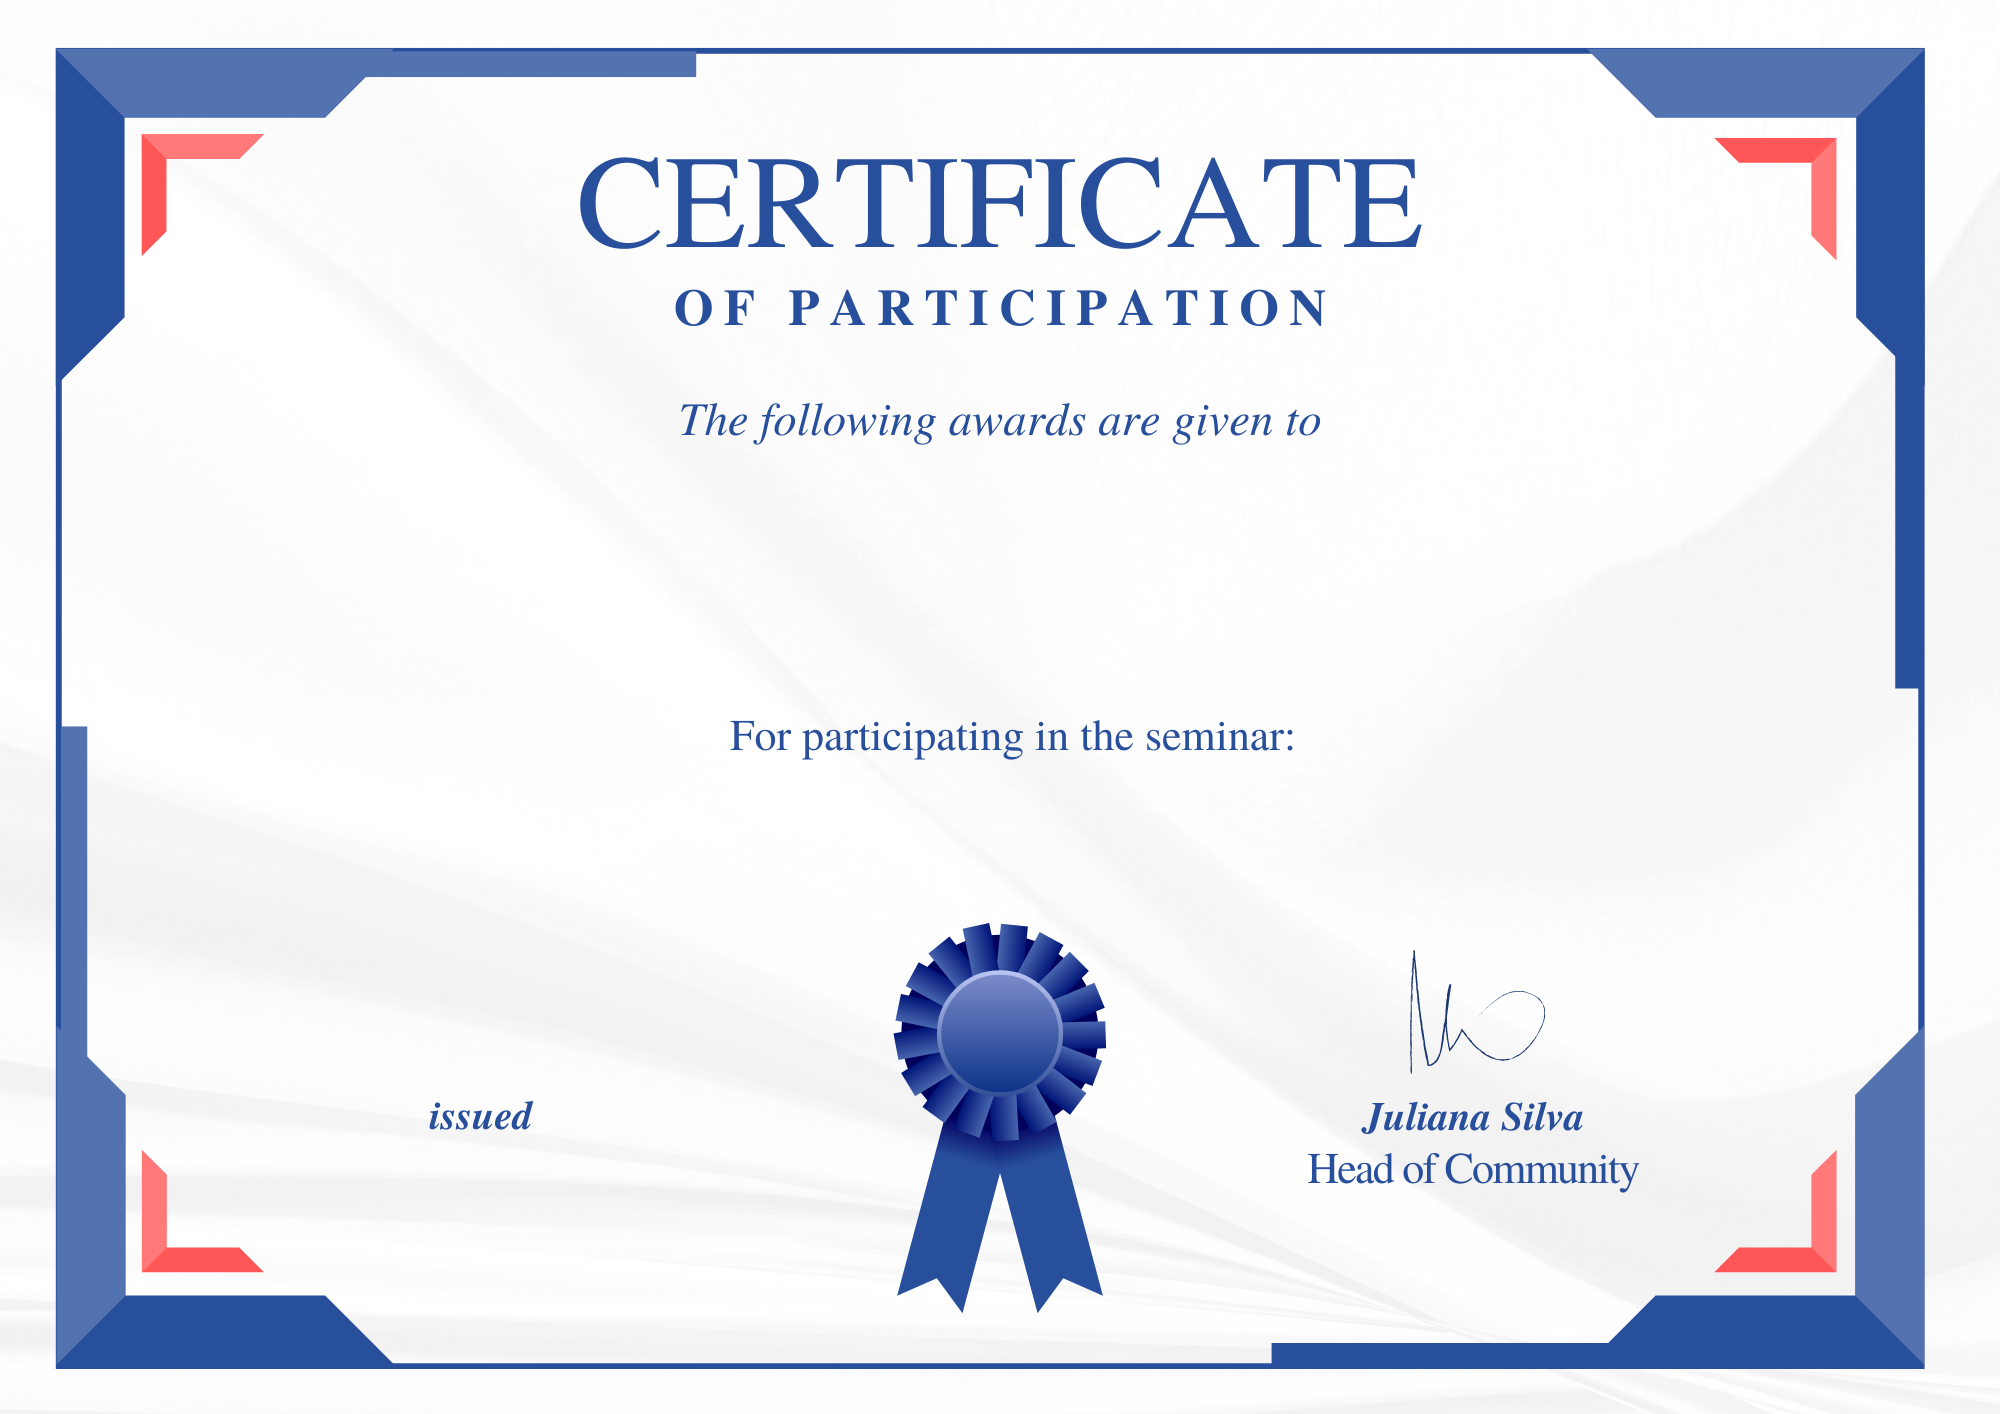 CERTIFICATE
OF PARTICIPATION
The following awards are given to
For participating in the seminar:
issued
Juliana Silva
Head of Community